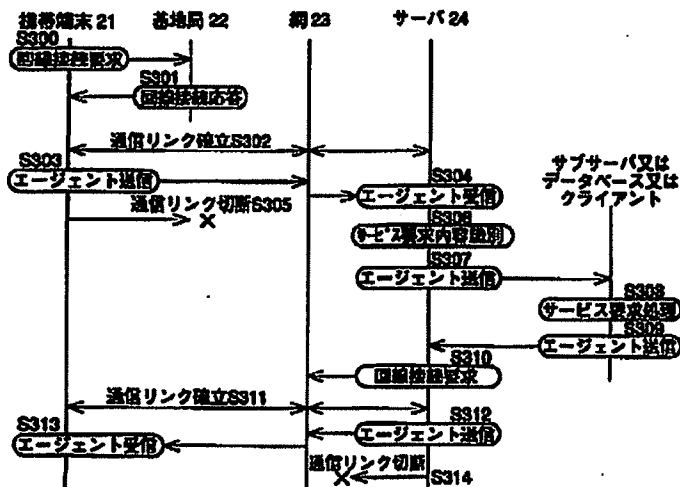 携帯端末 21 基地局 22 網 23 サーバ 24
S300
回線接続要求
S301
回線接続応答
通信リンク確立S302
S303
エージェント送信
S304
エージェント受信
サブサーバ又は
データベース又は
クライアント
通信リンク切断S305
S306
サービス要求内容識別
S307
エージェント送信
S308
サービス要求処理
S309
エージェント送信
S310
回線接続要求
通信リンク確立S311
S312
エージェント送信
S313
エージェント受信
通信リンク切断
S314